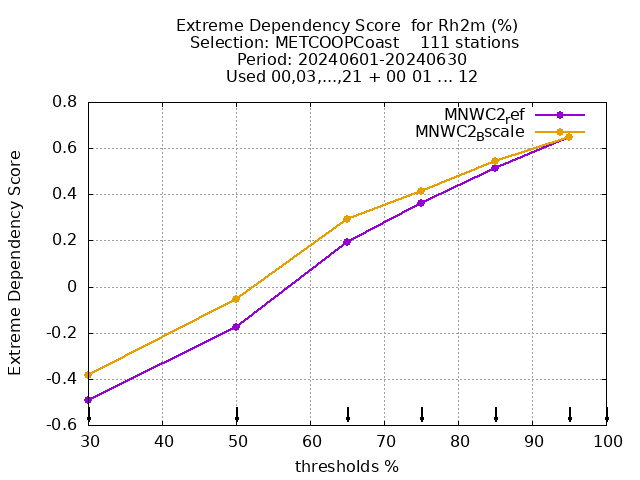 Extreme Dependency Score  for Rh2m (%)
Selection: METCOOPCoast    111 stations
Period: 20240601-20240630
Used 00,03,...,21 + 00 01 ... 12
MNWC2_ref
MNWC2_Bscale
Extreme Dependency Score
0.8
0.6
0.4
0.2
0
-0.2
-0.4
-0.6
30 40 50 60 70 80 90 100
thresholds %